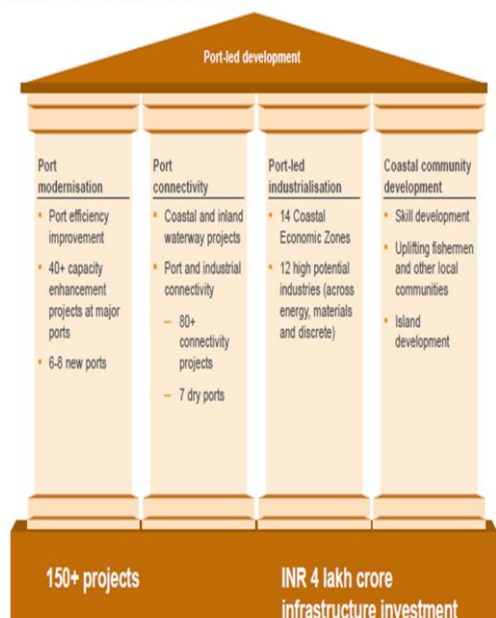 Port-led development
Port
modernisation
Port efficiency
improvement
40+ capacity
enhancement
projects at major
ports
6-8 new ports
Port
connectivity
Coastal and inland
waterway projects
Port and industrial
connectivity
– 80+
connectivity
projects
– 7 dry ports
Port-led
industrialisation
14 Coastal
Economic Zones
12 high potential
industries (across
energy, materials
and discrete)
Coastal community
development
Skill development
Uplifting fishermen
and other local
communities
Island
development
150+ projects
INR 4 lakh crore
infrastructure investment